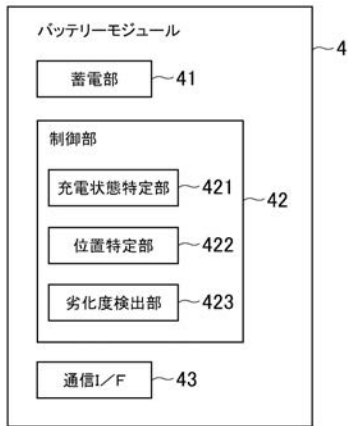 バッテリーモジュール
4
蓄電部 41
制御部
充電状態特定部 421
42
位置特定部 422
劣化度検出部 423
通信I/F 43